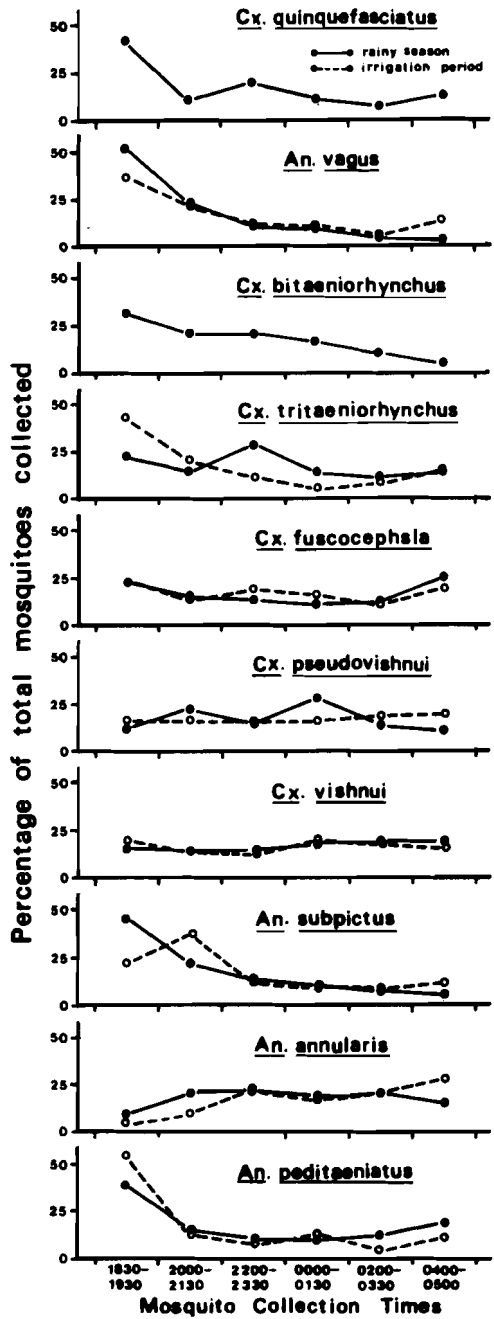 Cx. quinquefasciatus
rainy season
irrigation period
50
25
0
An. vagus
50
25
0
Cx. bitaeniorhynchus
50
25
0
Cx. tritaeniorhynchus
50
25
0
Cx. fuscocephsla
50
25
0
Cx. pseudovishnui
50
25
0
Cx. vishnui
50
25
0
An. subpictus
50
25
0
An. annularis
50
25
0
An. peditaeniatus
50
25
0
Percentage of total mosquitoes collected
1830- 2000- 2200- 0000- 0200- 0400-
1930 2130 2330 0130 0330 0500
Mosquito Collection Times